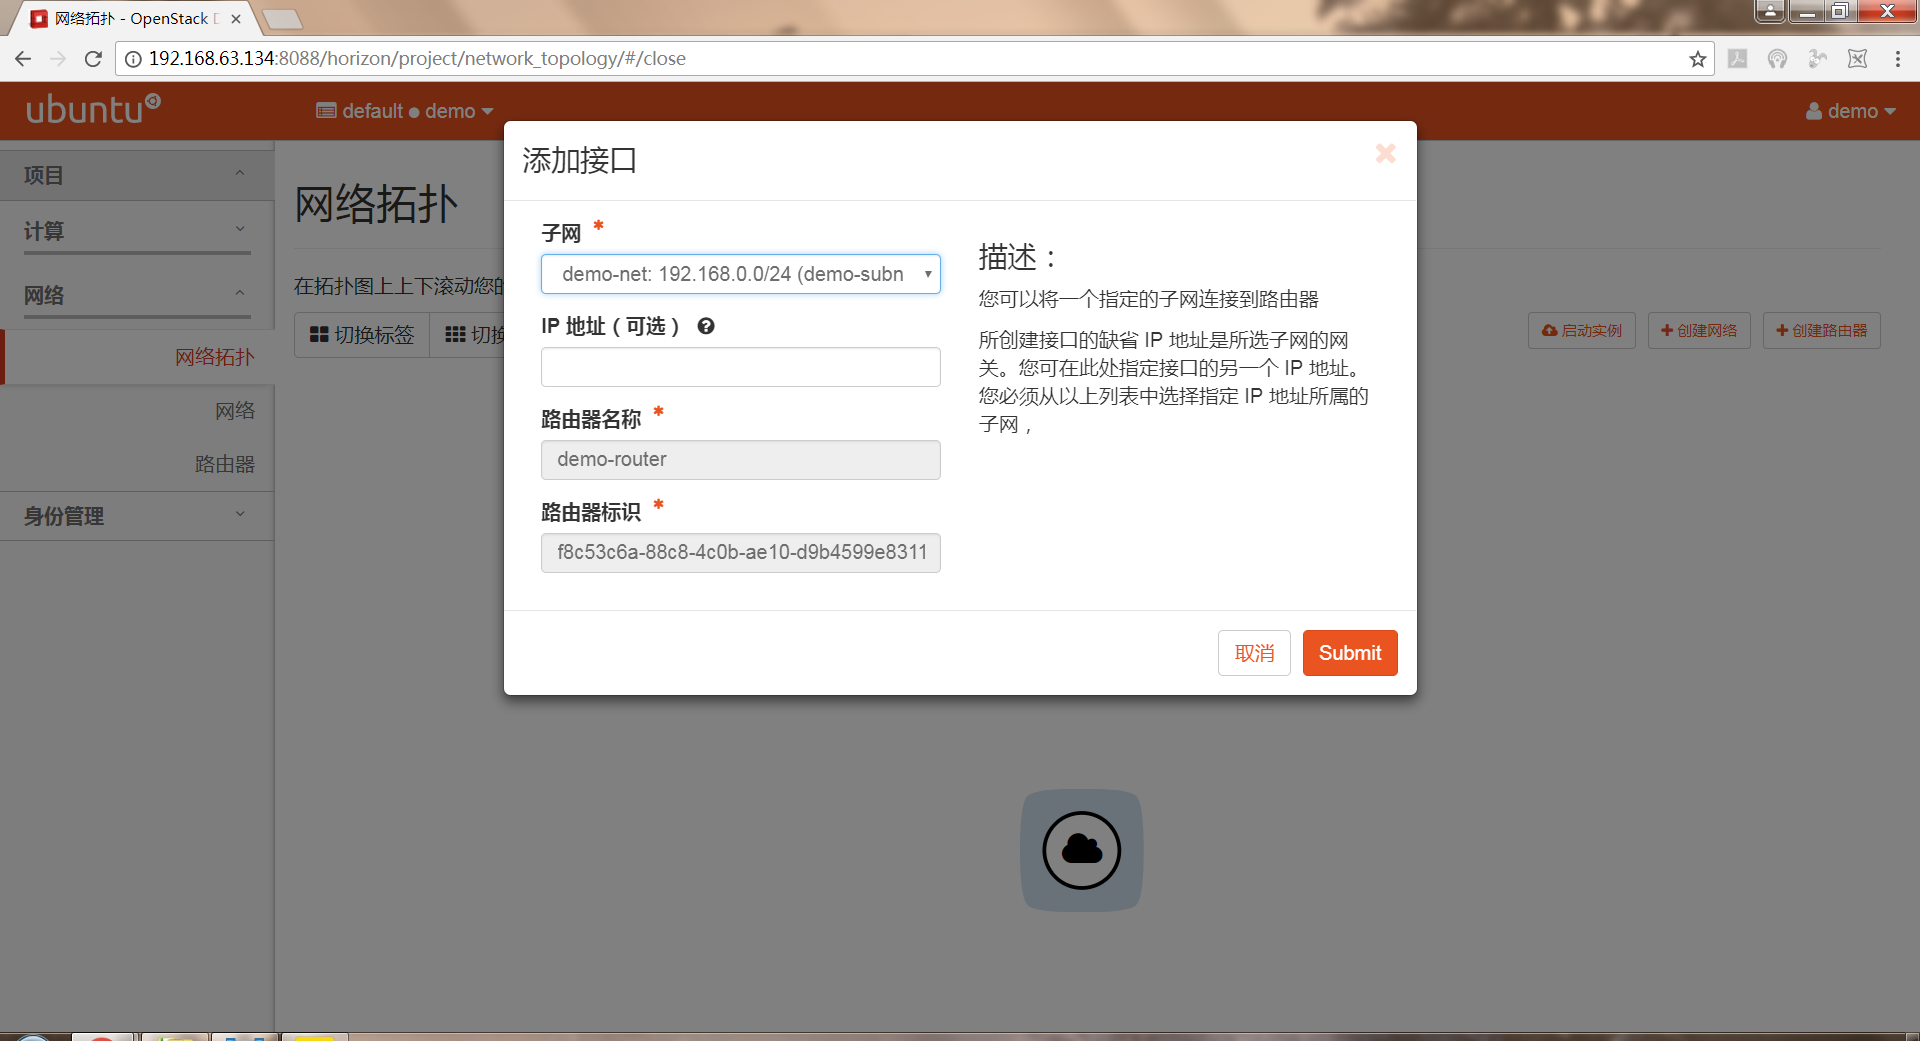 网络拓扑 - OpenStack
192.168.63.134:8088/horizon/project/network_topology/#/close
ubuntu
default ● demo
demo
项目
计算
网络
网络拓扑
网络
路由器
身份管理
网络拓扑
在拓扑图上上下滚动您的
切换标签
切换
启动实例
创建网络
创建路由器
添加接口
子网 *
demo-net: 192.168.0.0/24 (demo-subn
IP 地址（可选）
路由器名称 *
demo-router
路由器标识 *
f8c53c6a-88c8-4c0b-ae10-d9b4599e8311
描述：
您可以将一个指定的子网连接到路由器
所创建接口的缺省 IP 地址是所选子网的网
关。您可在此处指定接口的另一个 IP 地址。
您必须从以上列表中选择指定 IP 地址所属的
子网，
取消
Submit